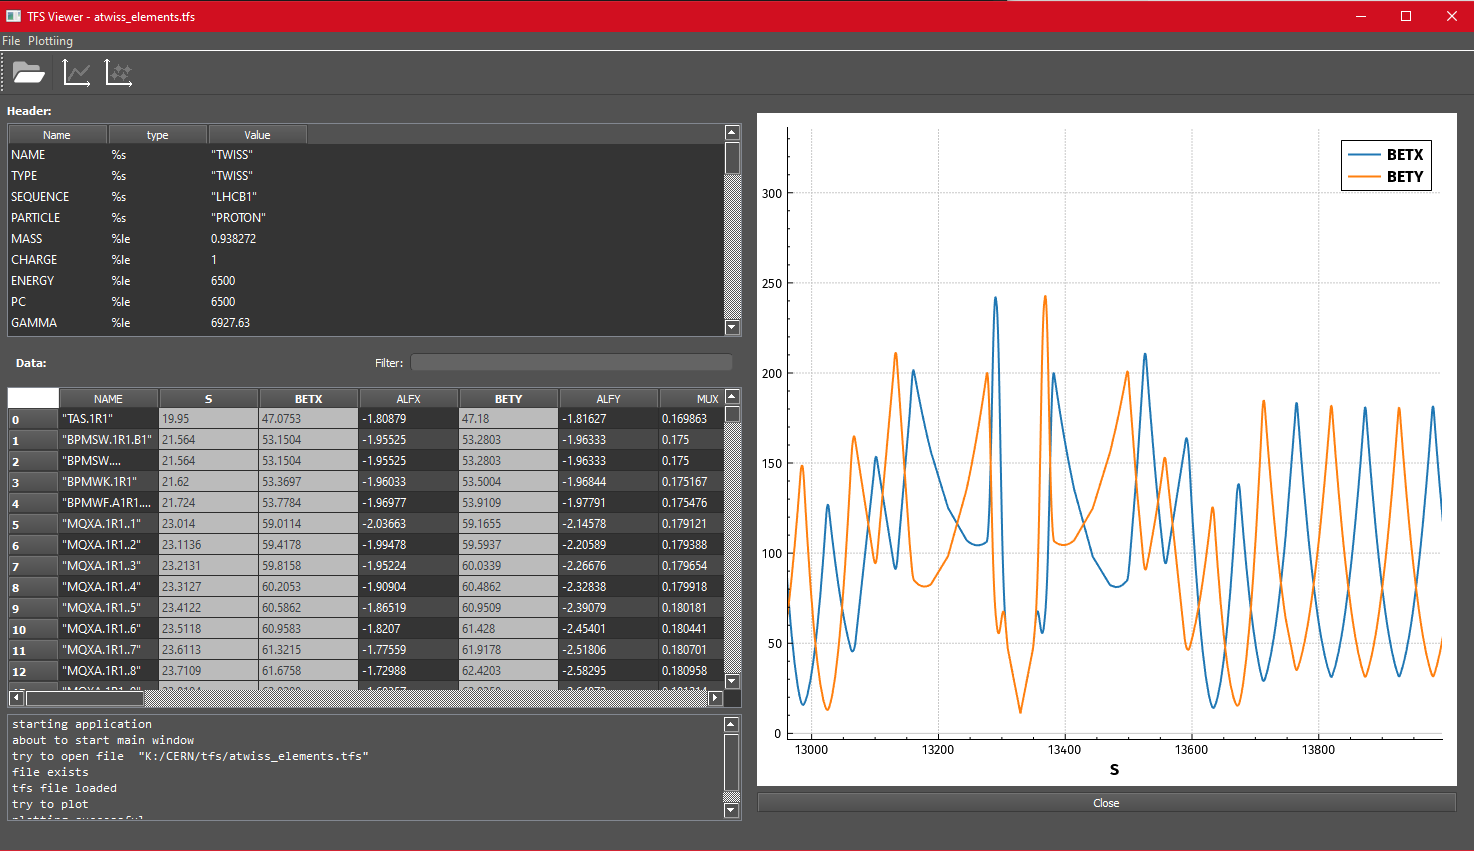 TFS Viewer - atwiss_elements.tfs
File Plottiing
Header:
Name type Value
NAME %s "TWISS"
TYPE %s "TWISS"
SEQUENCE %s "LHCB1"
PARTICLE %s "PROTON"
MASS %le 0.938272
CHARGE %le 1
ENERGY %le 6500
PC %le 6500
GAMMA %le 6927.63
Data: Filter:
NAME S BETX ALFX BETY ALFY MUX
0 "TAS.1R1" 19.95 47.0753 -1.80879 47.18 -1.81627 0.169863
1 "BPMSW.1R1.B1" 21.564 53.1504 -1.95525 53.2803 -1.96333 0.175
2 "BPMSW.... 21.564 53.1504 -1.95525 53.2803 -1.96333 0.175
3 "BPMWK.1R1" 21.62 53.3697 -1.96033 53.5004 -1.96844 0.175167
4 "BPMWF.A1R1.... 21.724 53.7784 -1.96977 53.9109 -1.97791 0.175476
5 "MQXA.1R1..1" 23.014 59.0114 -2.03663 59.1655 -2.14578 0.179121
6 "MQXA.1R1..2" 23.1136 59.4178 -1.99478 59.5937 -2.20589 0.179388
7 "MQXA.1R1..3" 23.2131 59.8158 -1.95224 60.0339 -2.26676 0.179654
8 "MQXA.1R1..4" 23.3127 60.2053 -1.90904 60.4862 -2.32838 0.179918
9 "MQXA.1R1..5" 23.4122 60.5862 -1.86519 60.9509 -2.39079 0.180181
10 "MQXA.1R1..6" 23.5118 60.9583 -1.8207 61.428 -2.45401 0.180441
11 "MQXA.1R1..7" 23.6113 61.3215 -1.77559 61.9178 -2.51806 0.180701
12 "MQXA.1R1..8" 23.7109 61.6758 -1.72988 62.4203 -2.58295 0.180958
starting application
about to start main window
try to open file "K:/CERN/tfs/atwiss_elements.tfs"
file exists
tfs file loaded
try to plot
plotting successful
BETX
BETY
300
250
200
150
100
50
0
13000 13200 13400 13600 13800
S
Close